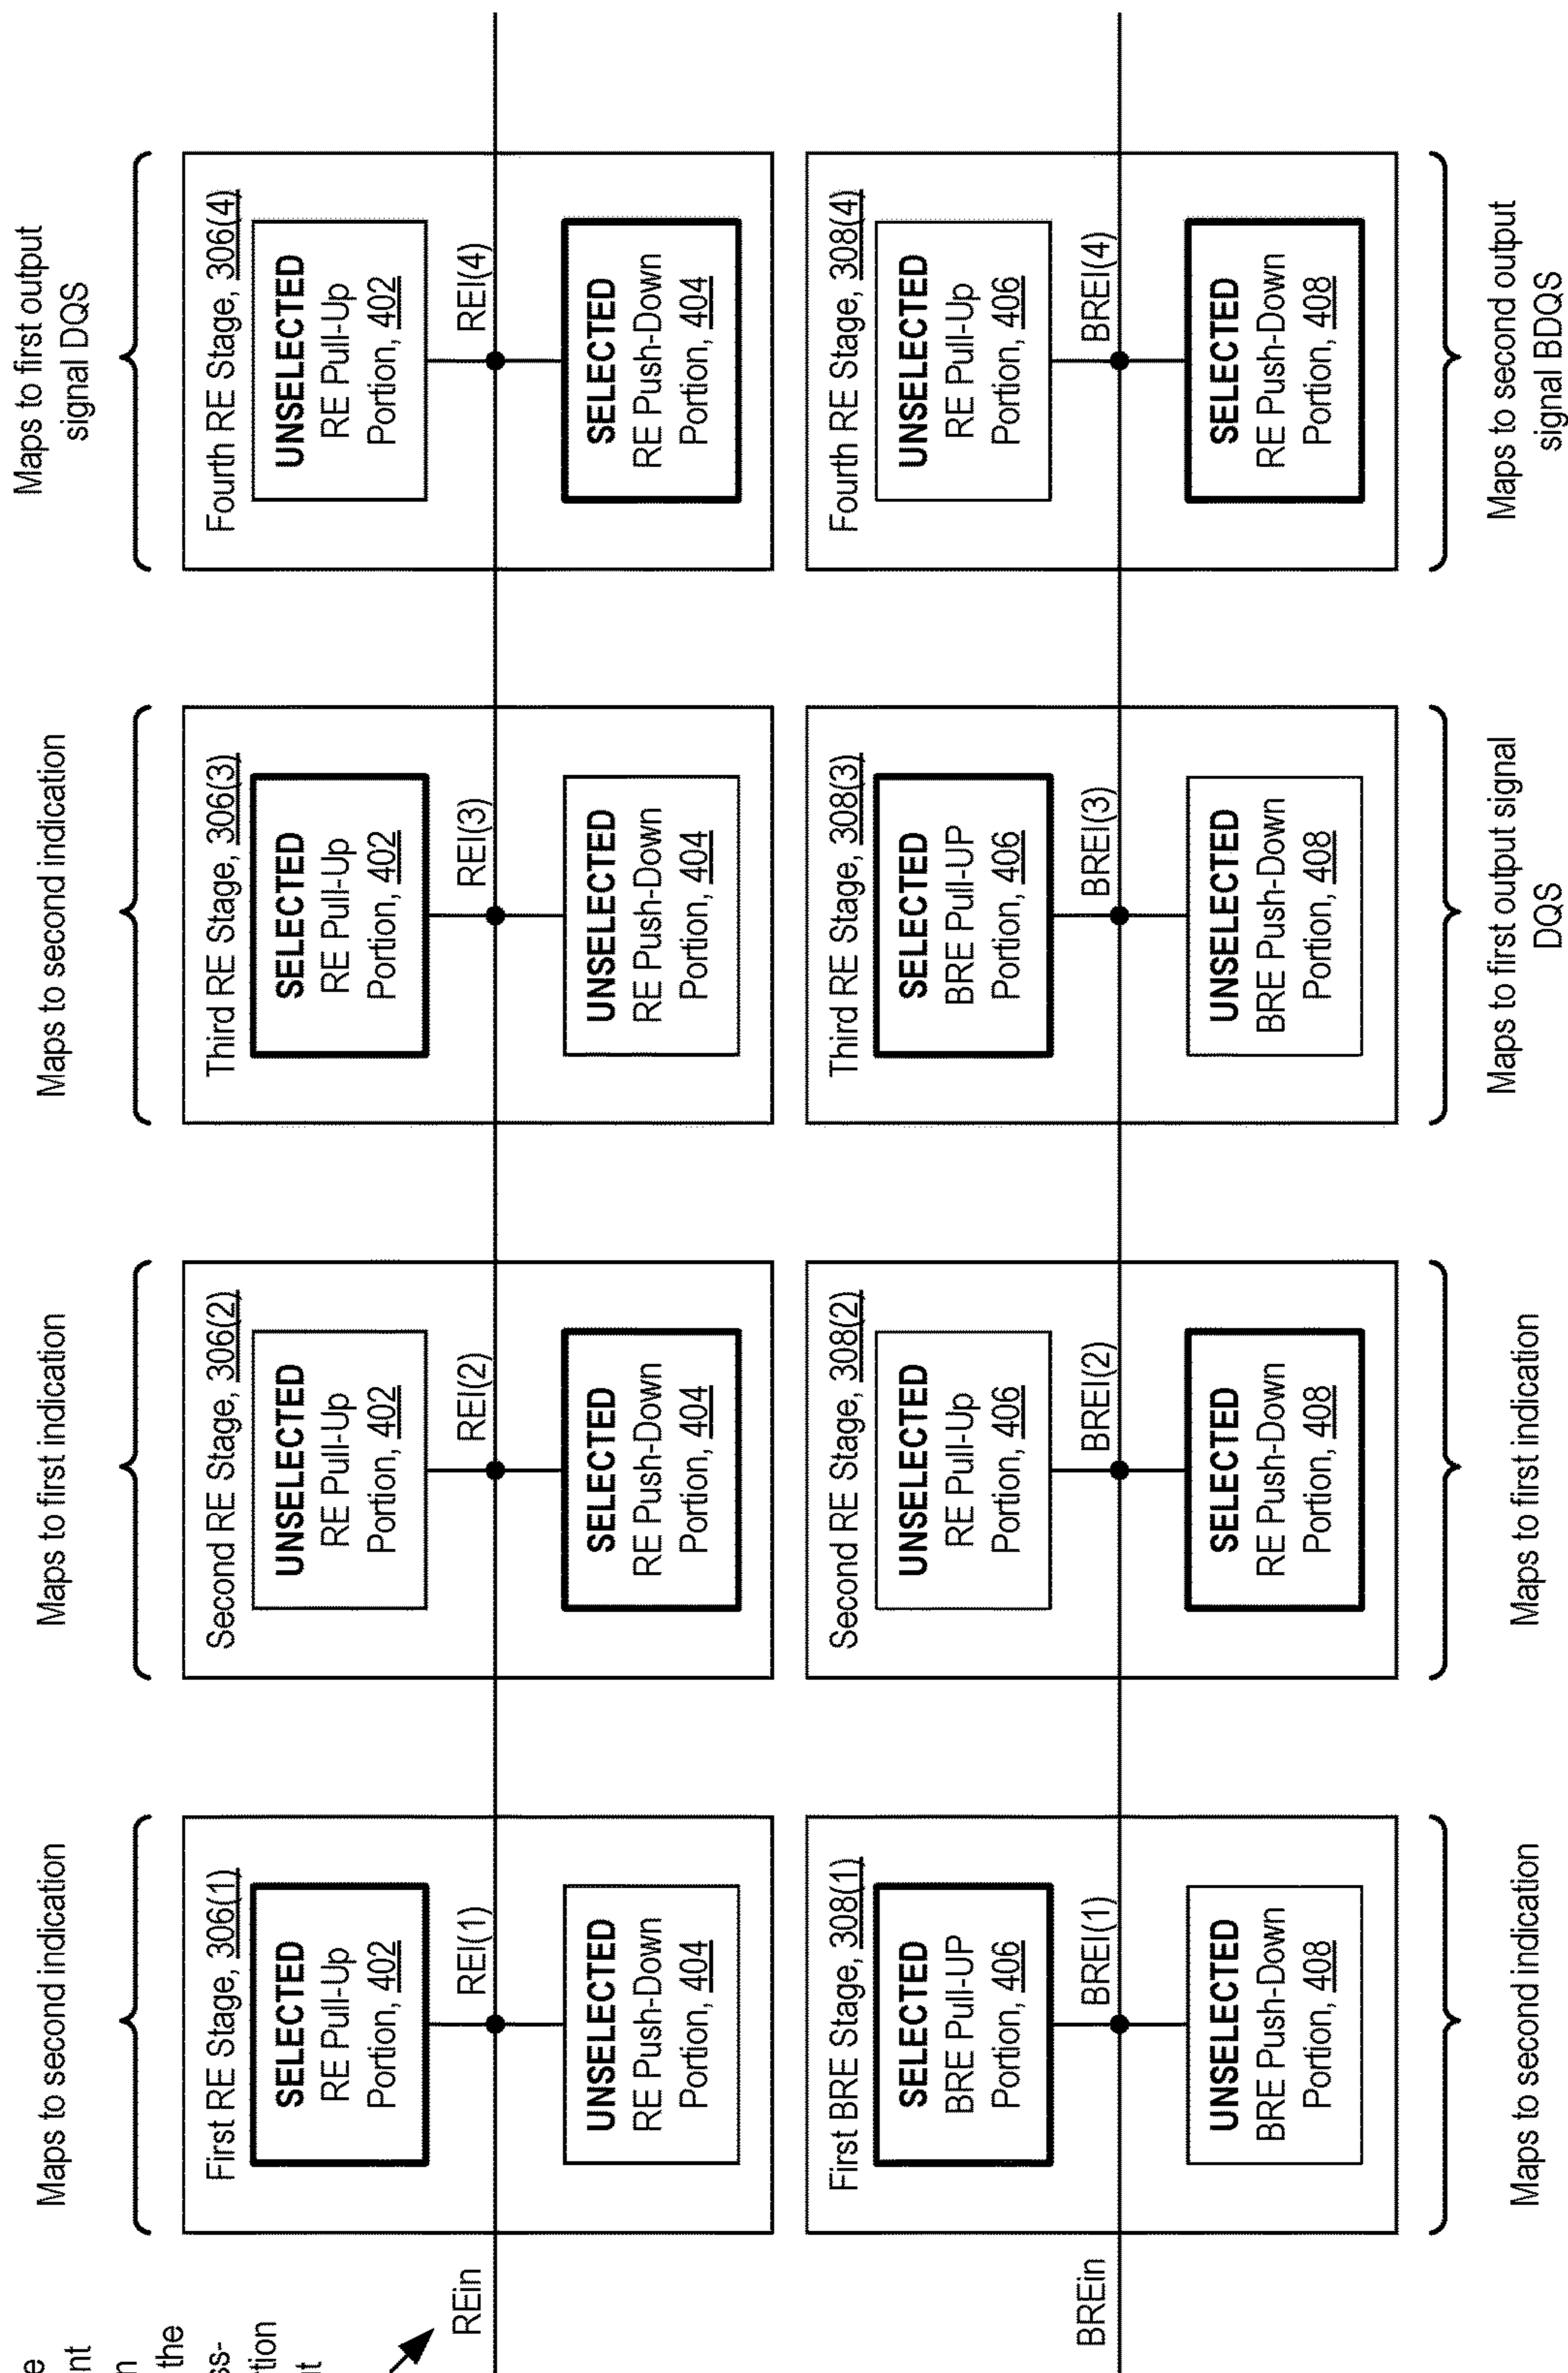 Maps to second indication
Maps to first indication
Maps to second indication
Maps to first output
signal DQS
the
First RE Stage, 306(1)
SELECTED
RE Pull-Up
Portion, 402
REI(1)
UNSELECTED
RE Push-Down
Portion, 404
Second RE Stage, 306(2)
UNSELECTED
RE Pull-Up
Portion, 402
REI(2)
SELECTED
RE Push-Down
Portion, 404
Third RE Stage, 306(3)
SELECTED
RE Pull-Up
Portion, 402
REI(3)
UNSELECTED
RE Push-Down
Portion, 404
Fourth RE Stage, 306(4)
UNSELECTED
RE Pull-Up
Portion, 402
REI(4)
SELECTED
RE Push-Down
Portion, 404
REin
First BRE Stage, 308(1)
SELECTED
BRE Pull-UP
Portion, 406
BREI(1)
UNSELECTED
BRE Push-Down
Portion, 408
Second RE Stage, 308(2)
UNSELECTED
RE Pull-Up
Portion, 406
BREI(2)
SELECTED
RE Push-Down
Portion, 408
Third RE Stage, 308(3)
SELECTED
BRE Pull-UP
Portion, 406
BREI(3)
UNSELECTED
BRE Push-Down
Portion, 408
Fourth RE Stage, 308(4)
UNSELECTED
RE Pull-Up
Portion, 406
BREI(4)
SELECTED
RE Push-Down
Portion, 408
BREin
Maps to second indication
Maps to first indication
Maps to first output signal
DQS
Maps to second output
signal BDQS